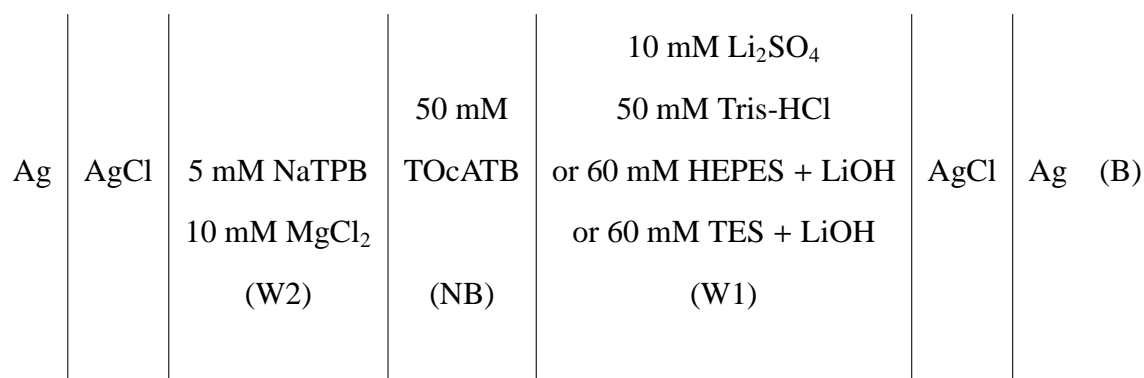 10 mM Li₂SO₄
50 mM 50 mM Tris-HCl
Ag AgCl 5 mM NaTPB TOcATB or 60 mM HEPES + LiOH AgCl Ag (B)
10 mM MgCl₂ or 60 mM TES + LiOH
(W2) (NB) (W1)